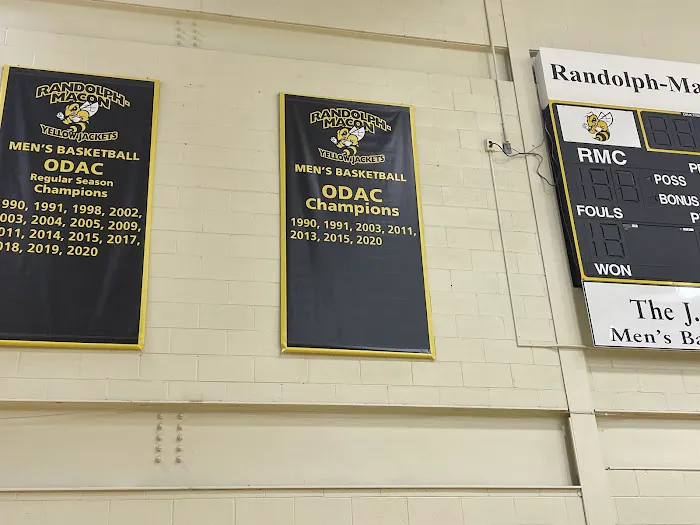 RANDOLPH-
MACON
YELLOW JACKETS
MEN'S BASKETBALL
ODAC
Regular Season
Champions
990, 1991, 1998, 2002,
003, 2004, 2005, 2009,
011, 2014, 2015, 2017,
018, 2019, 2020
RANDOLPH-
MACON
YELLOW JACKETS
MEN'S BASKETBALL
ODAC
Champions
1990, 1991, 2003, 2011,
2013, 2015, 2020
Randolph-Ma
RMC
POSS
BONUS
FOULS
P
WON
The J.
Men's Ba